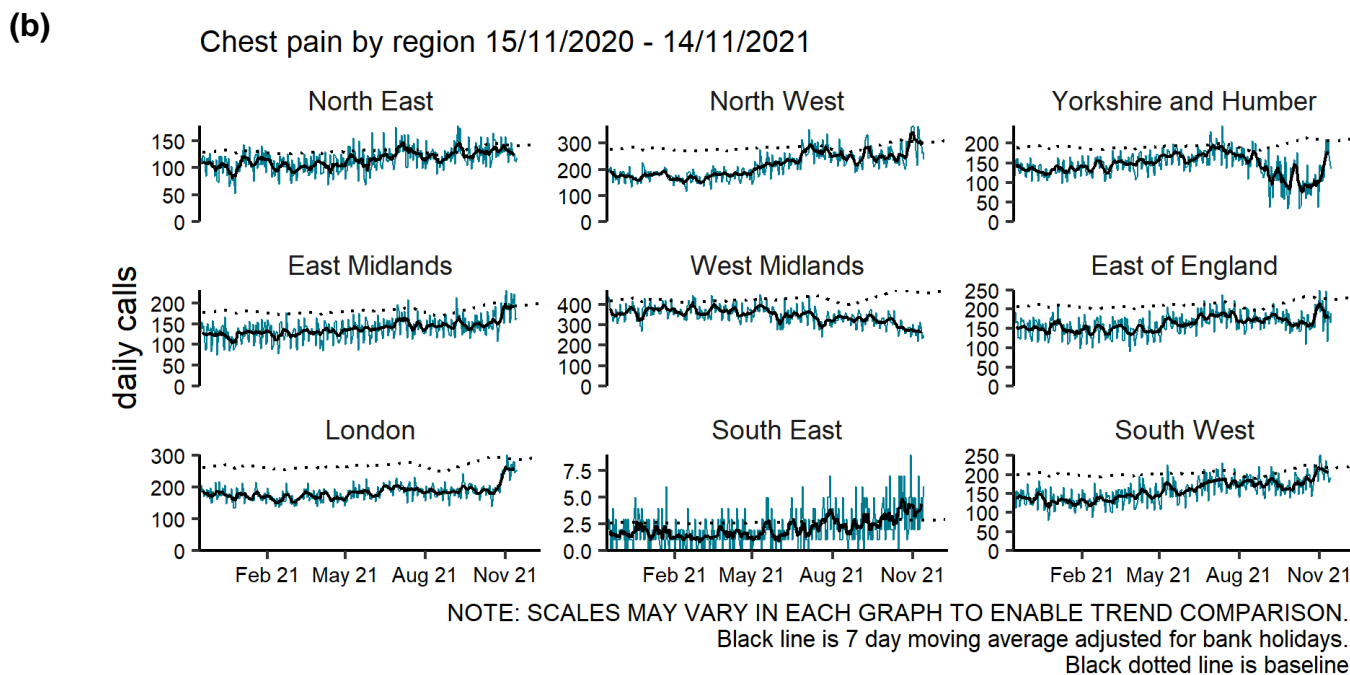 (b)
Chest pain by region 15/11/2020 - 14/11/2021
daily calls
North East
150
100
50
0
North West
300
200
100
0
Yorkshire and Humber
200
150
100
50
0
East Midlands
200
150
100
50
0
West Midlands
400
300
200
100
0
East of England
250
200
150
100
50
0
London
300
200
100
0
Feb 21 May 21 Aug 21 Nov 21
South East
7.5
5.0
2.5
0.0
Feb 21 May 21 Aug 21 Nov 21
South West
250
200
150
100
50
0
Feb 21 May 21 Aug 21 Nov 21
NOTE: SCALES MAY VARY IN EACH GRAPH TO ENABLE TREND COMPARISON.
Black line is 7 day moving average adjusted for bank holidays.
Black dotted line is baseline